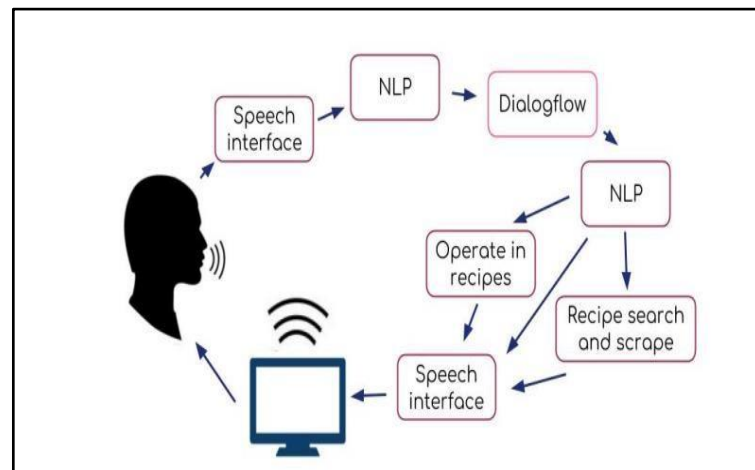 NLP
Speech
interface
Dialogflow
NLP
Operate in
recipes
Recipe search
and scrape
Speech
interface